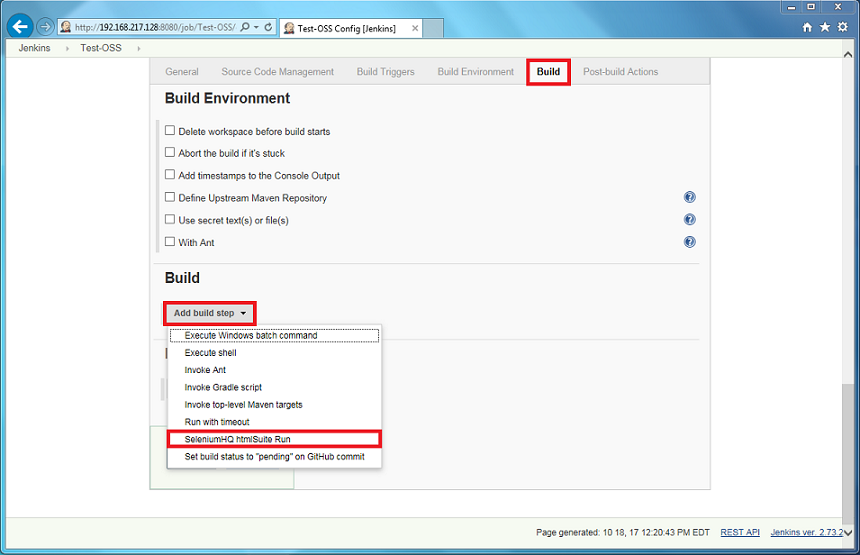 http://192.168.217.128:8080/job/Test-OSS/
Test-OSS Config [Jenkins]
Jenkins
Test-OSS
General
Source Code Management
Build Triggers
Build Environment
Build
Post-build Actions
Build Environment
Delete workspace before build starts
Abort the build if it's stuck
Add timestamps to the Console Output
Define Upstream Maven Repository
Use secret text(s) or file(s)
With Ant
Build
Add build step
Execute Windows batch command
Execute shell
Invoke Ant
Invoke Gradle script
Invoke top-level Maven targets
Run with timeout
SeleniumHQ htmlSuite Run
Set build status to "pending" on GitHub commit
Page generated: 10 18, 17 12:20:43 PM EDT REST API Jenkins ver. 2.73.2